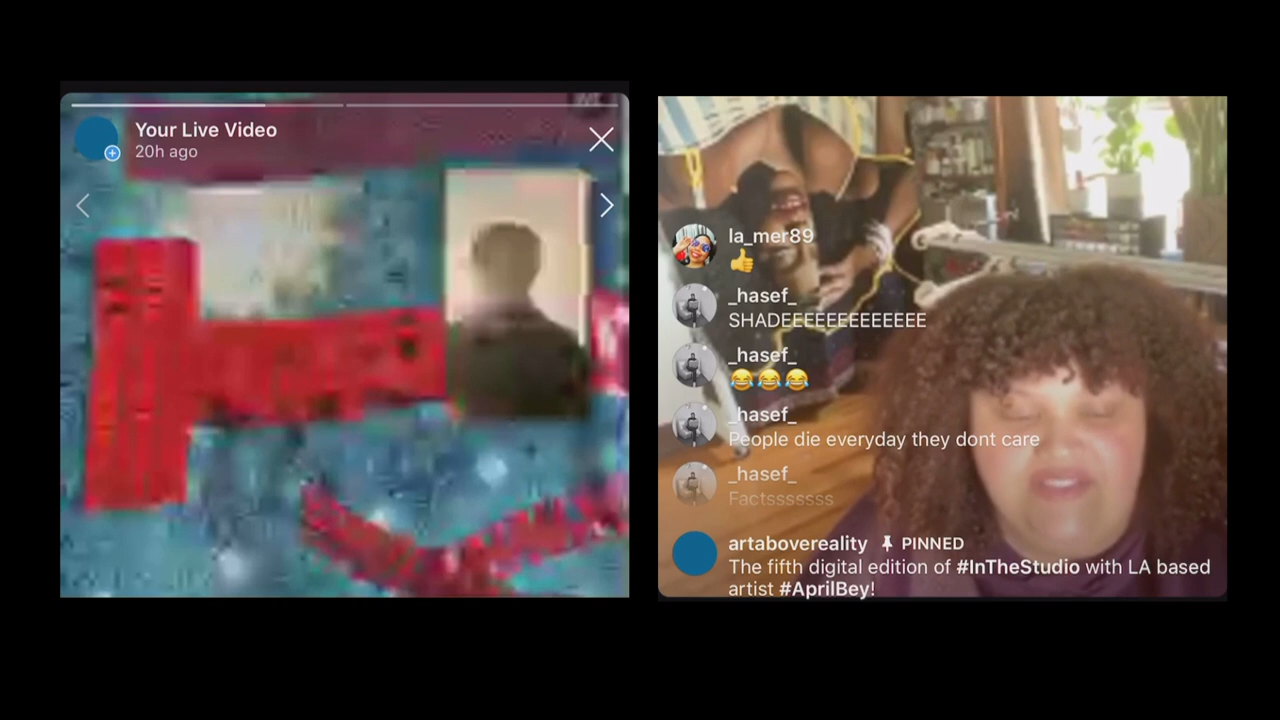 Your Live Video
20h ago
la_mer89
👍
_hasef_
SHADEEEEEEEEEEEEE
_hasef_
😂😂😂
_hasef_
People die everyday they dont care
_hasef_
Factsssssss
artabovereality PINNED
The fifth digital edition of #InTheStudio with LA based
artist #AprilBey!